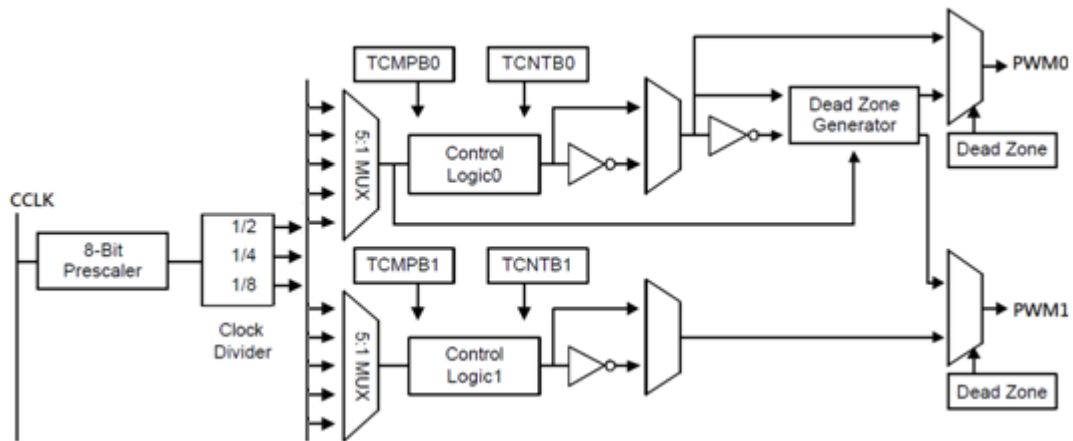 TCMPB0
TCNTB0
PWM0
5:1 MUX
Control
Logic0
Dead Zone
Generator
Dead Zone
CCLK
8-Bit
Prescaler
1/2
1/4
1/8
Clock
Divider
TCMPB1
TCNTB1
PWM1
5:1 MUX
Control
Logic1
Dead Zone